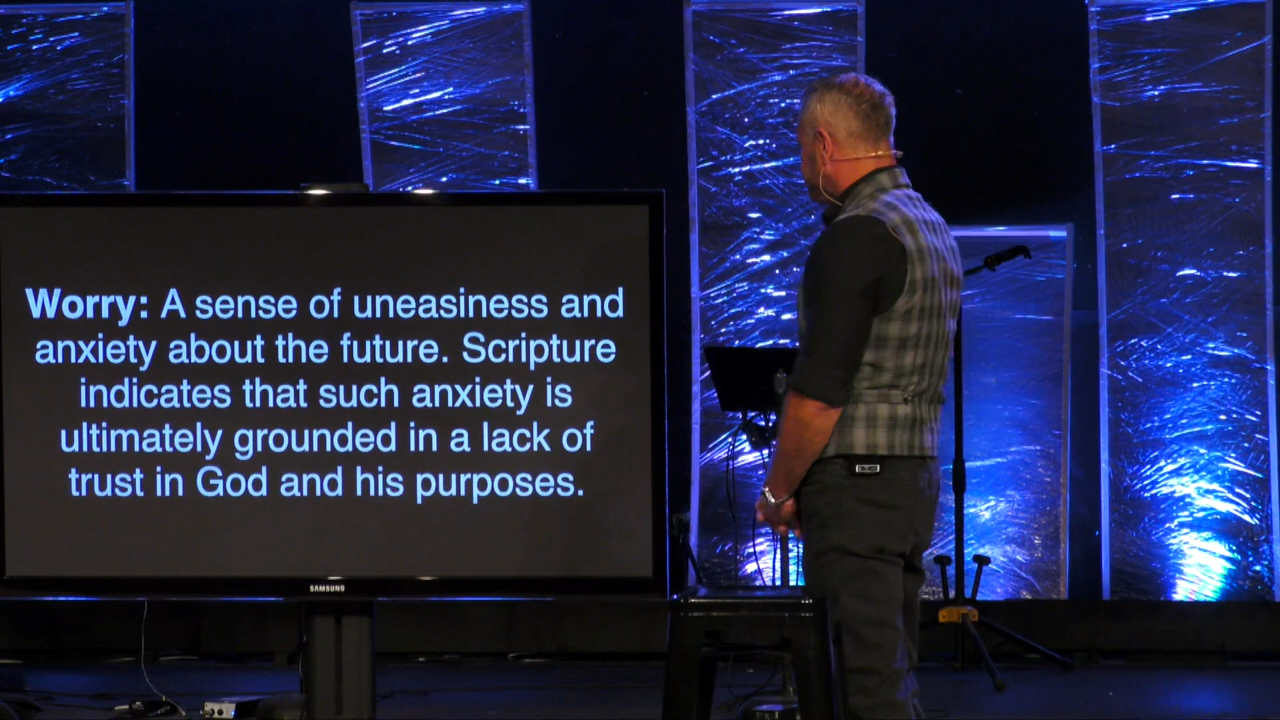 Worry: A sense of uneasiness and
anxiety about the future. Scripture
indicates that such anxiety is
ultimately grounded in a lack of
trust in God and his purposes.
SAMSUNG